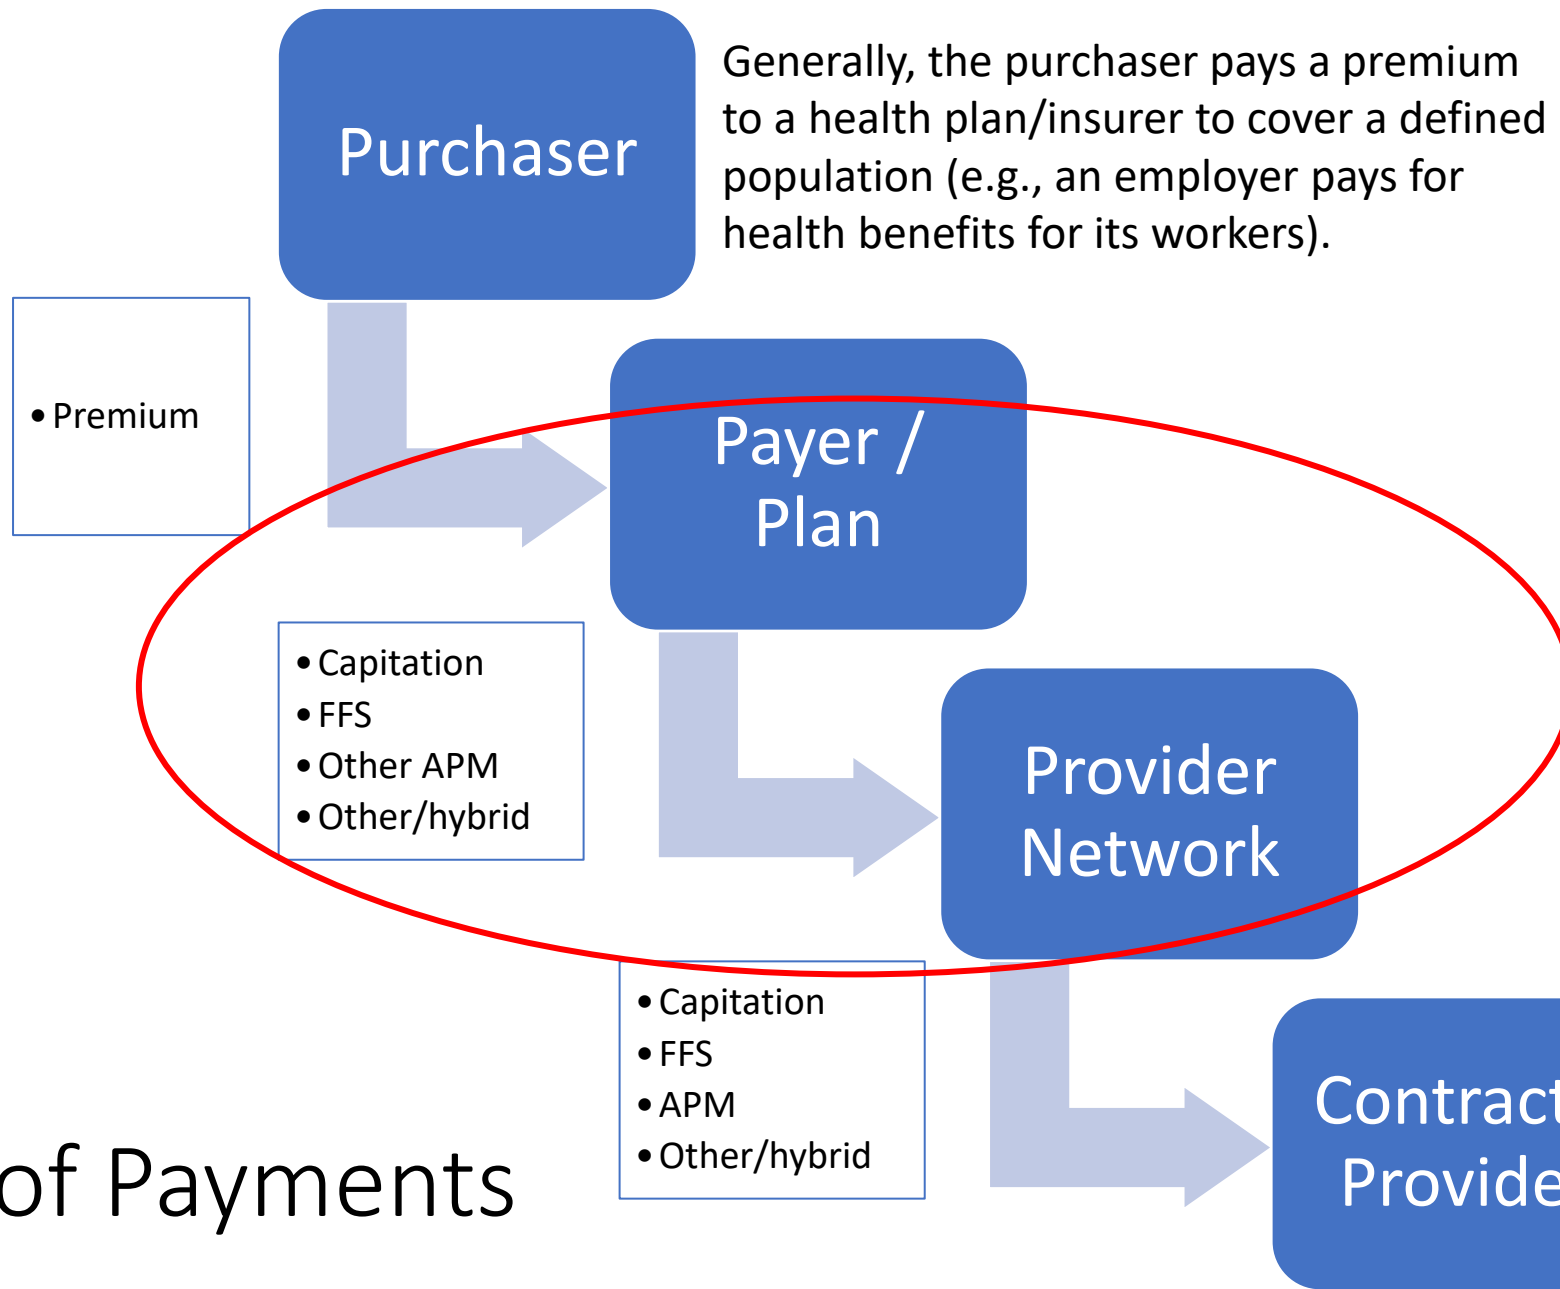 Purchaser
Generally, the purchaser pays a premium
to a health plan/insurer to cover a defined
population (e.g., an employer pays for
health benefits for its workers).
• Premium
Payer /
Plan
• Capitation
• FFS
• Other APM
• Other/hybrid
Provider
Network
• Capitation
• FFS
• APM
• Other/hybrid
of Payments